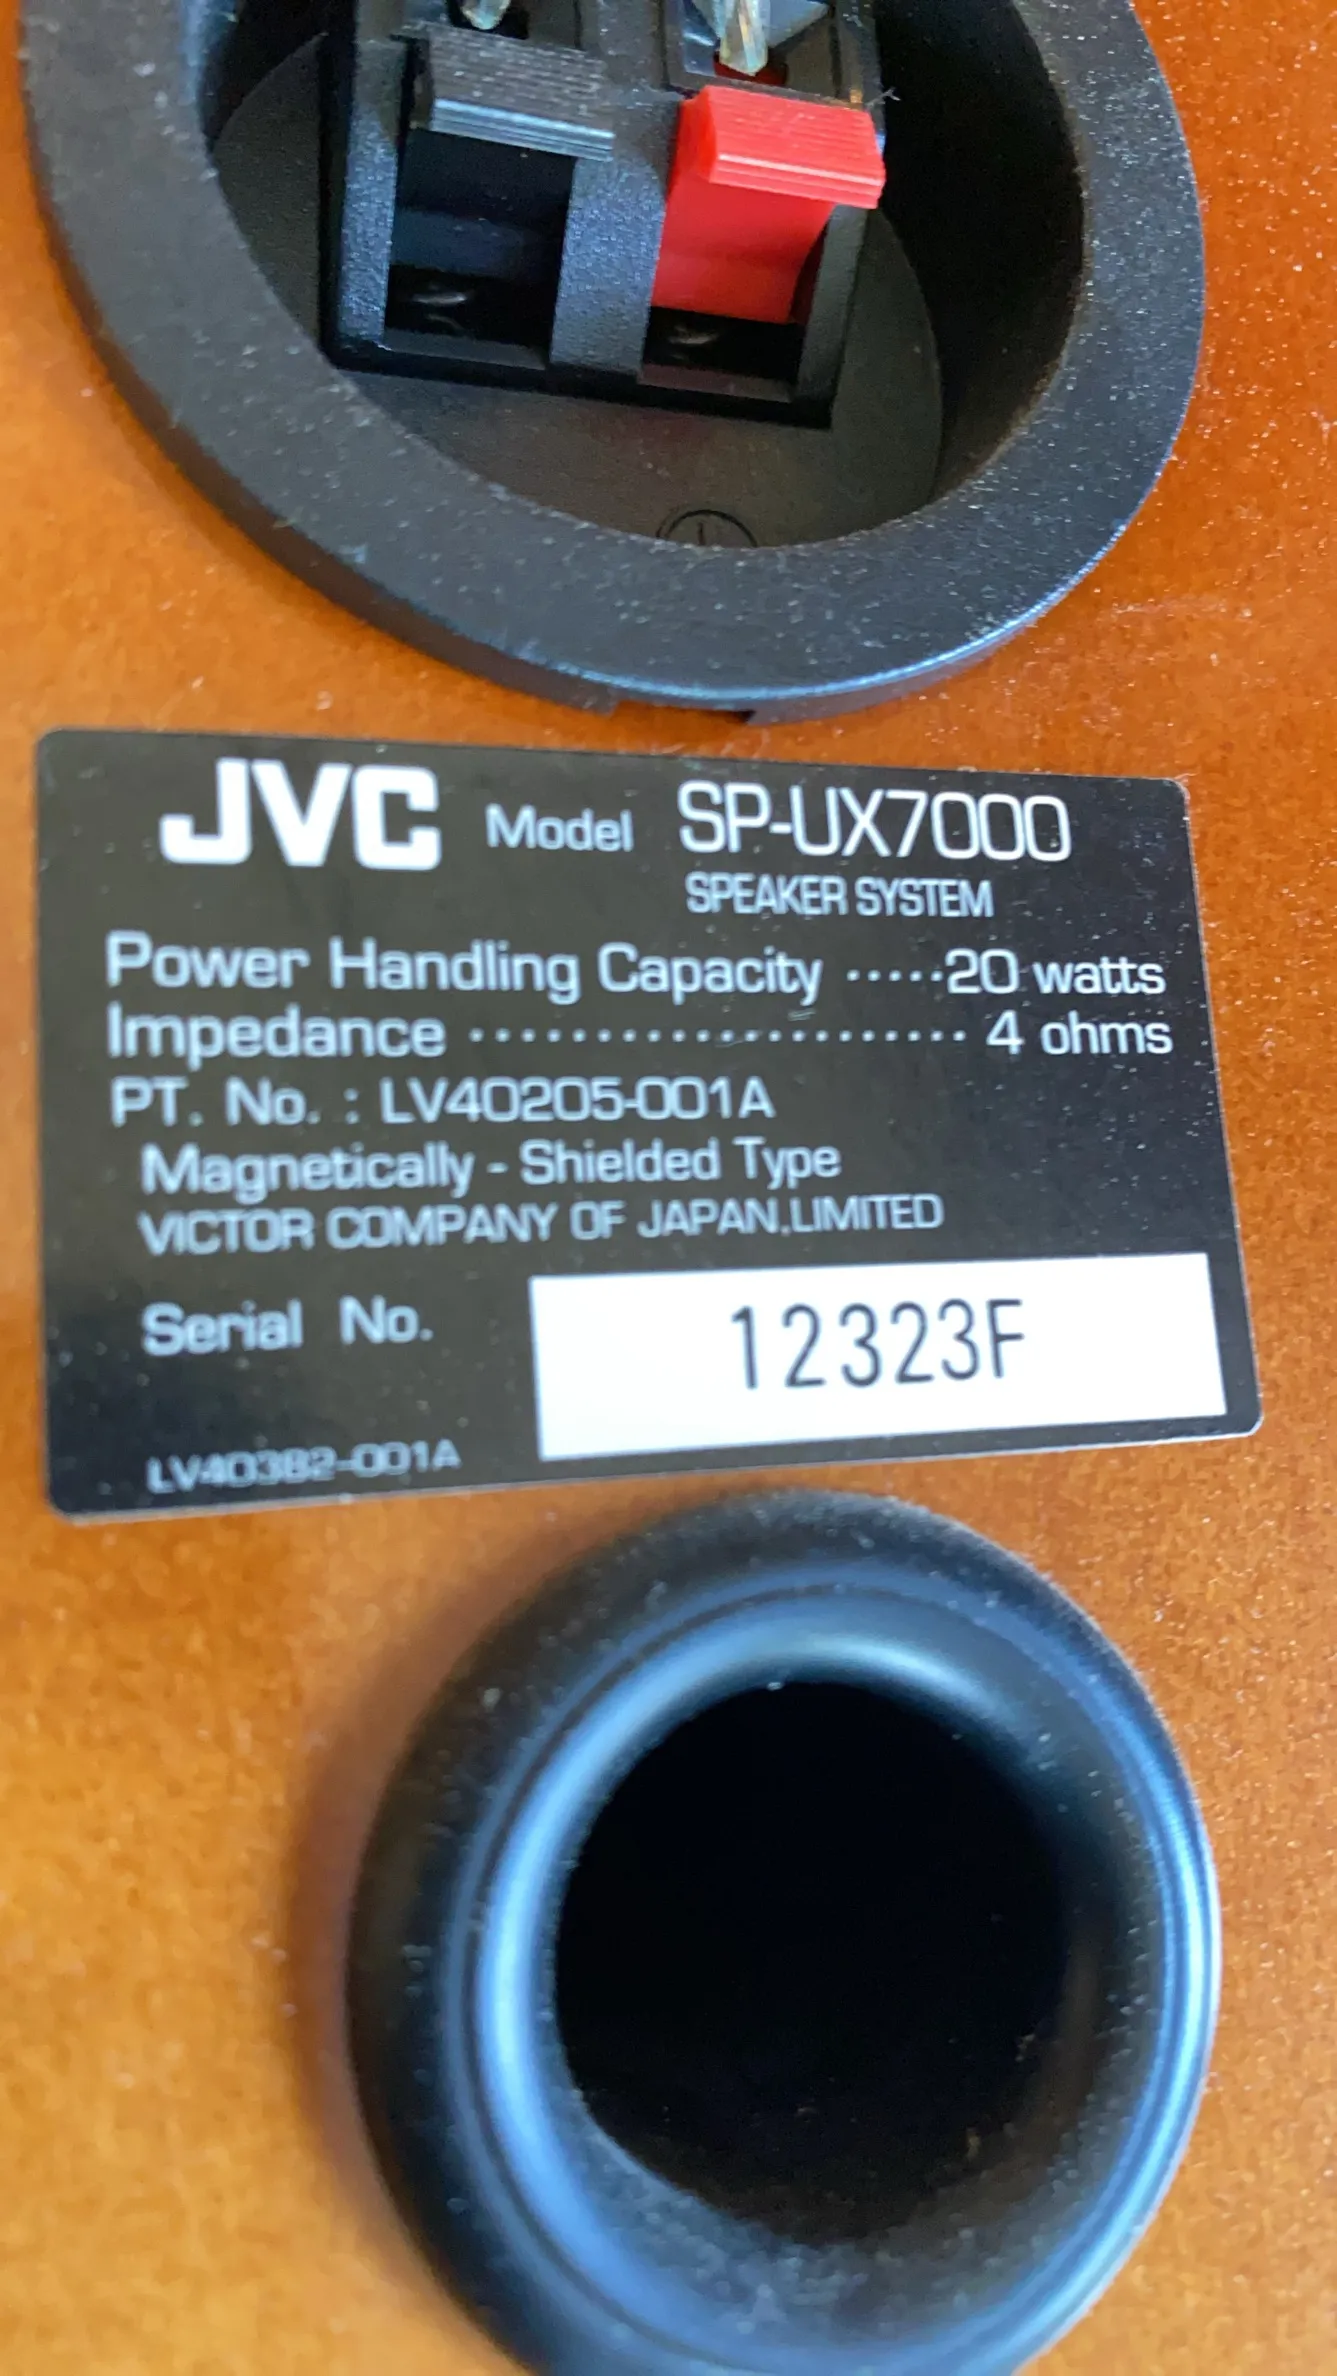 JVC Model SP-UX7000
SPEAKER SYSTEM
Power Handling Capacity ·····20 watts
Impedance ······················ 4 ohms
PT. No. : LV40205-001A
Magnetically - Shielded Type
VICTOR COMPANY OF JAPAN,LIMITED
Serial No. 12323F
LV40382-001A